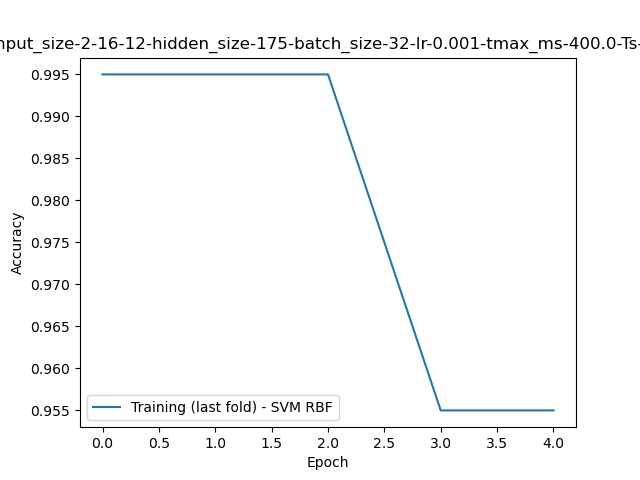 nput_size-2-16-12-hidden_size-175-batch_size-32-lr-0.001-tmax_ms-400.0-Ts-
0.995
0.990
0.985
0.980
0.975
0.970
0.965
0.960
0.955
Accuracy
Training (last fold) - SVM RBF
0.0 0.5 1.0 1.5 2.0 2.5 3.0 3.5 4.0
Epoch